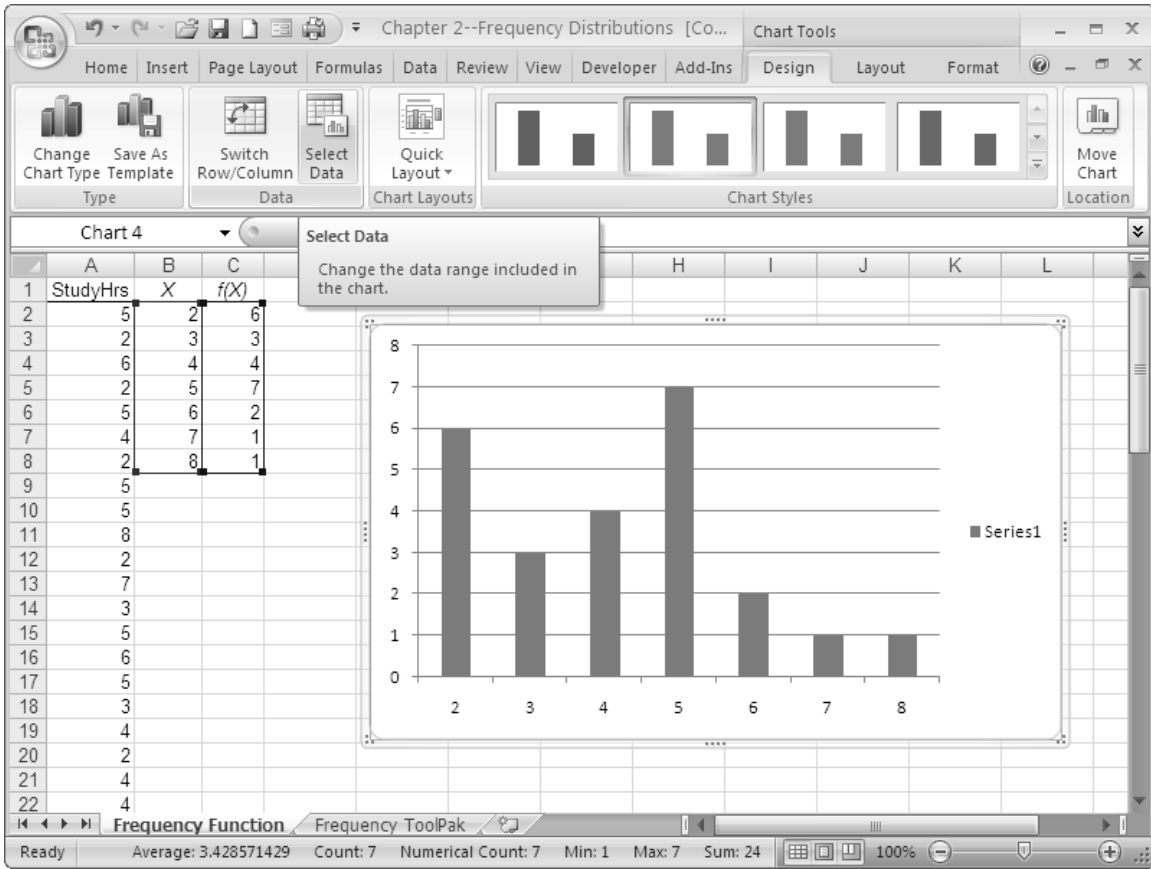 Chapter 2--Frequency Distributions [Co... Chart Tools
Home Insert Page Layout Formulas Data Review View Developer Add-Ins Design Layout Format
Change Chart Type
Save As Template
Switch Row/Column
Select Data
Quick Layout
Move Chart
Type Data Chart Layouts Chart Styles Location
Chart 4
Select Data
Change the data range included in
the chart.
A B C H I J K L
1 StudyHrs X f(X)
2 5 2 6
3 2 3 3
4 6 4 4
5 2 5 7
6 5 6 2
7 4 7 1
8 2 8 1
9 5
10 5
11 8
12 2
13 7
14 3
15 5
16 6
17 5
18 3
19 4
20 2
21 4
22 4
8
7
6
5
4
3
2
1
0
2 3 4 5 6 7 8
Series1
Frequency Function Frequency ToolPak
Ready Average: 3.428571429 Count: 7 Numerical Count: 7 Min: 1 Max: 7 Sum: 24 100%